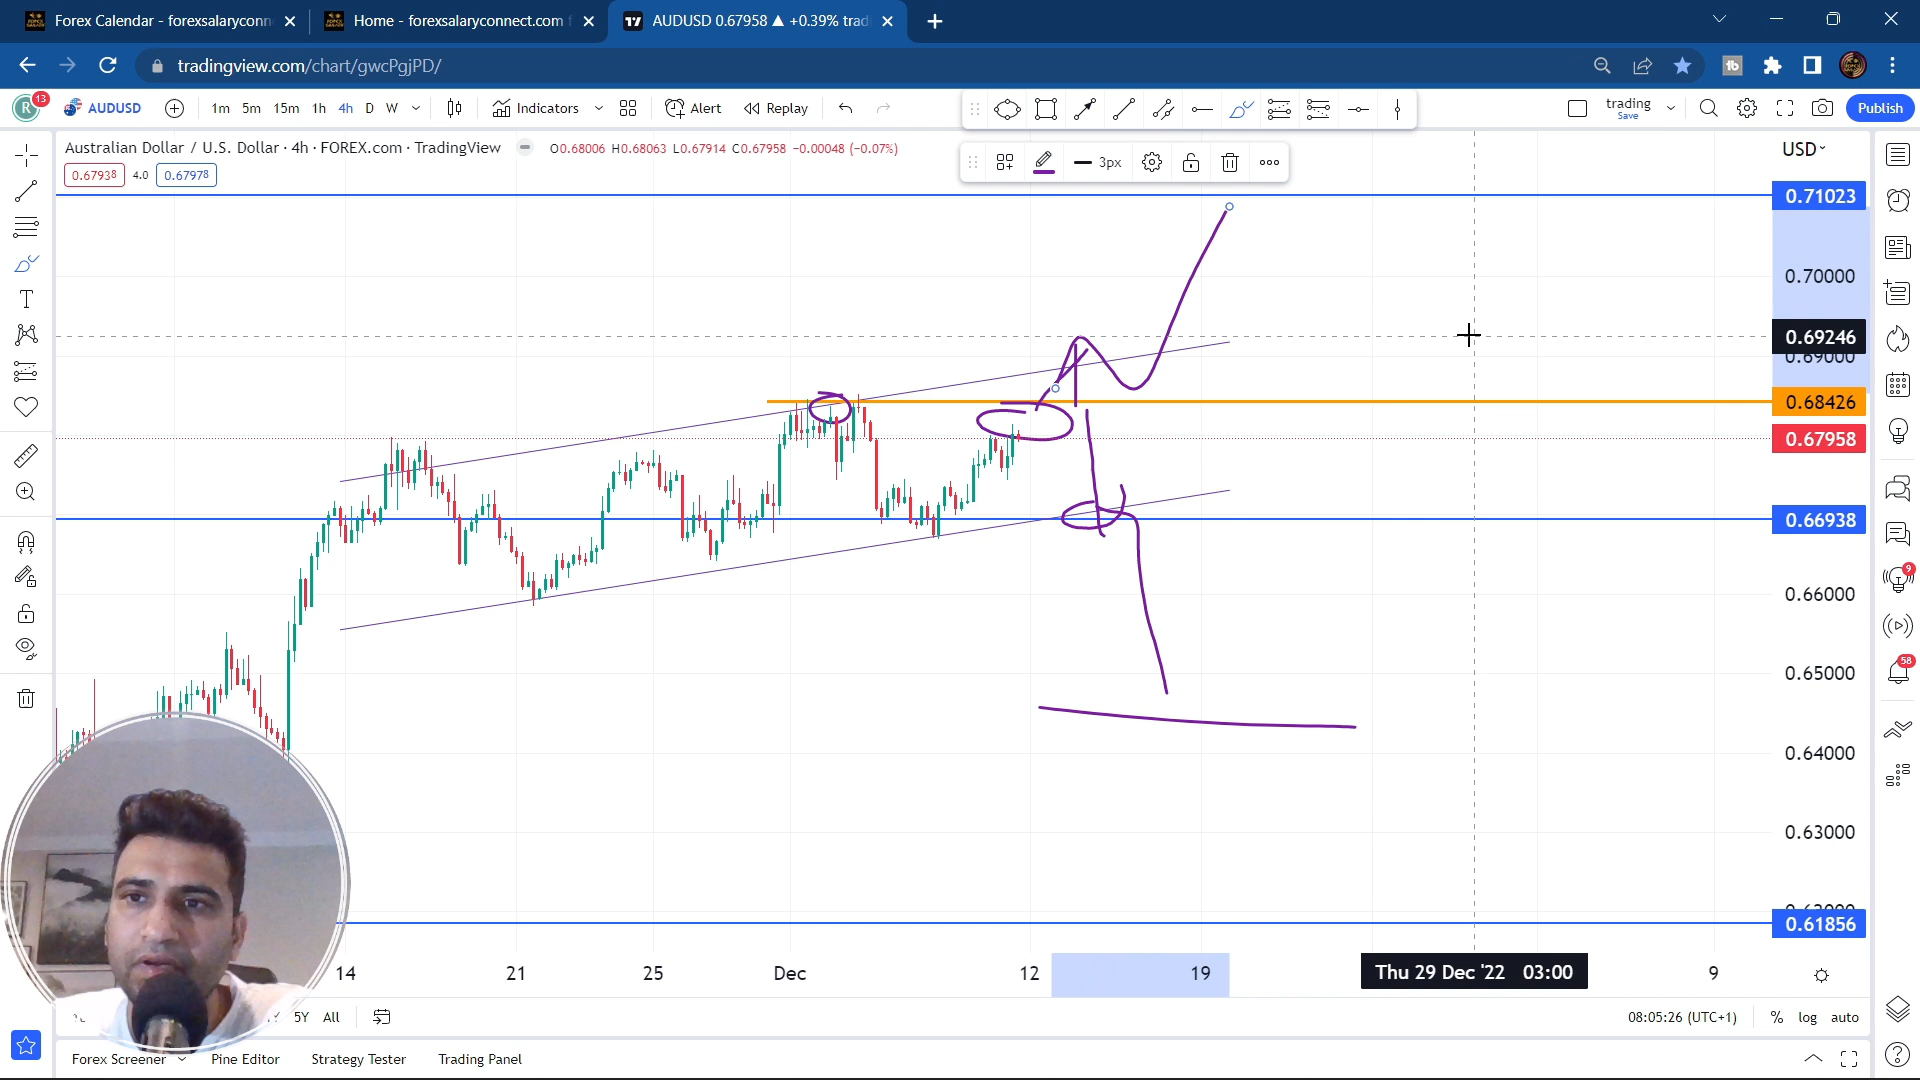 Forex Calendar - forexsalaryconn
Home - forexsalaryconnect.com f
AUDUSD 0.67958 ▲ +0.39% trad
tradingview.com/chart/gwcPgjPD/
R 13 AUDUSD 1m 5m 15m 1h 4h D W Indicators Alert Replay trading Save Publish
Australian Dollar / U.S. Dollar · 4h · FOREX.com · TradingView O0.68006 H0.68063 L0.67914 C0.67958 −0.00048 (−0.07%)
3px
USD
0.67938 4.0 0.67978
0.71023
0.70000
0.69246
0.69000
0.68426
0.67958
0.66938
0.66000
0.65000
0.64000
0.63000
0.61856
9
58
14 21 25 Dec 12 19 Thu 29 Dec '22 03:00 9
5Y All 08:05:26 (UTC+1) % log auto
Forex Screener Pine Editor Strategy Tester Trading Panel